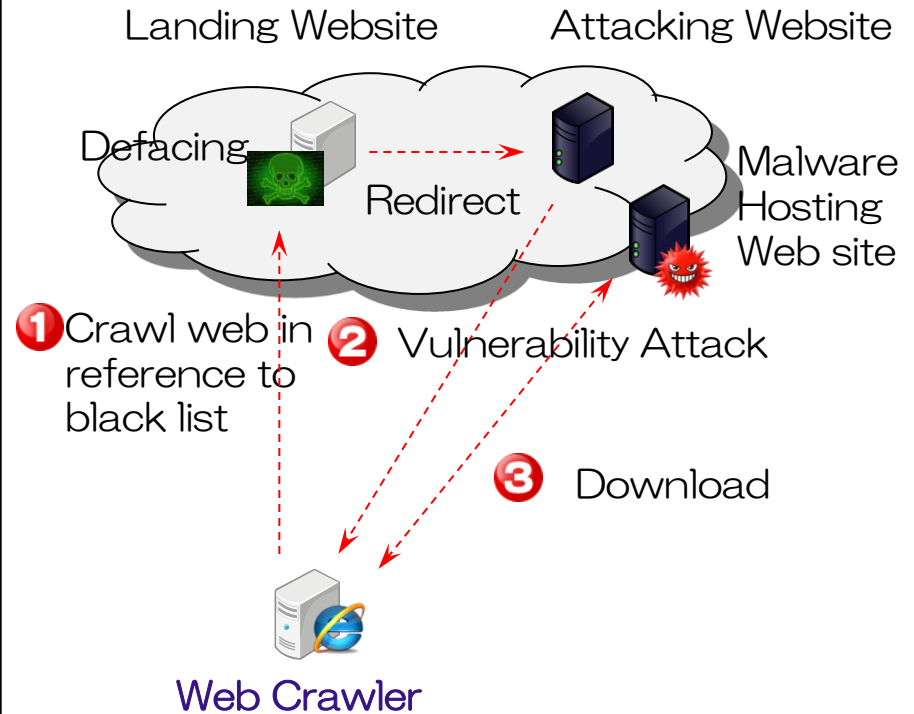 Landing Website
Attacking Website
Defacing
Redirect
Malware
Hosting
Web site
1
Crawl web in
reference to
black list
2
Vulnerability Attack
3
Download
Web Crawler